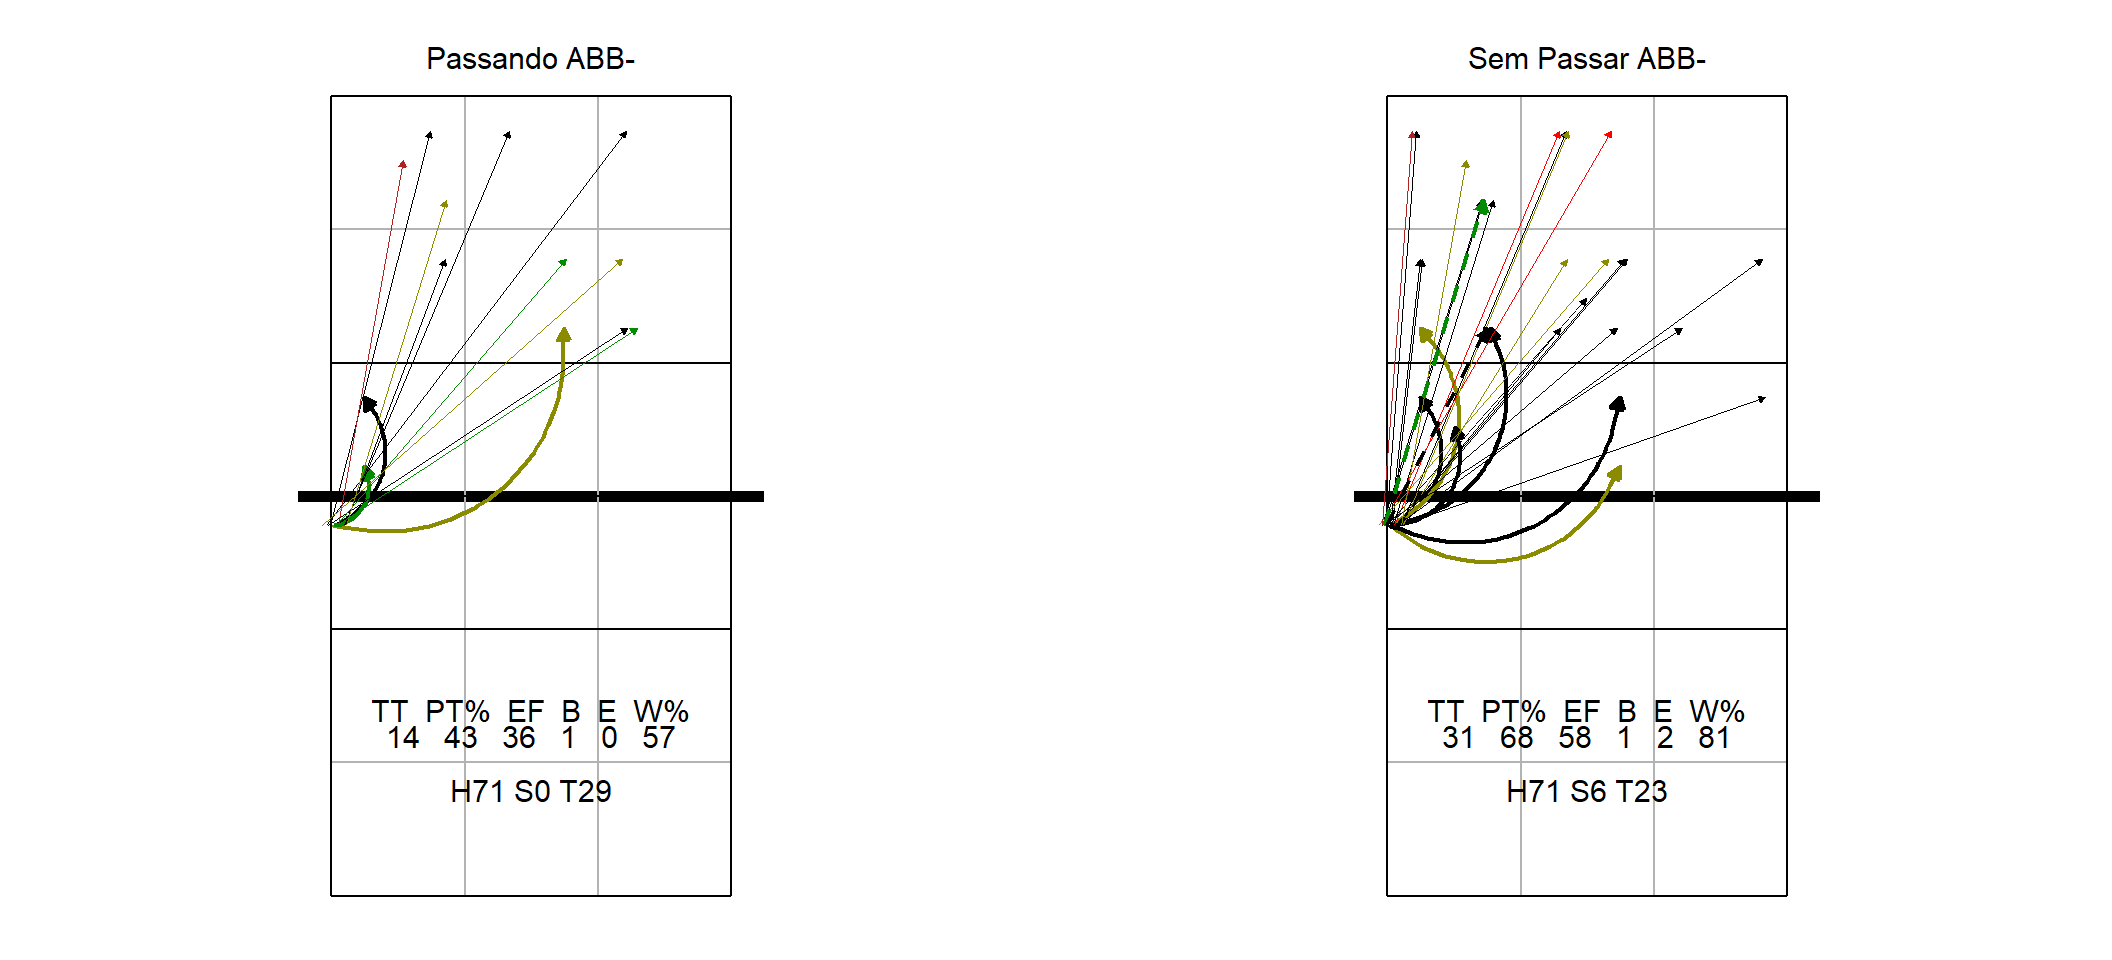 Passando ABB-
TT PT% EF B E W%
14 43 36 1 0 57
H71 S0 T29
Sem Passar ABB-
TT PT% EF B E W%
31 68 58 1 2 81
H71 S6 T23